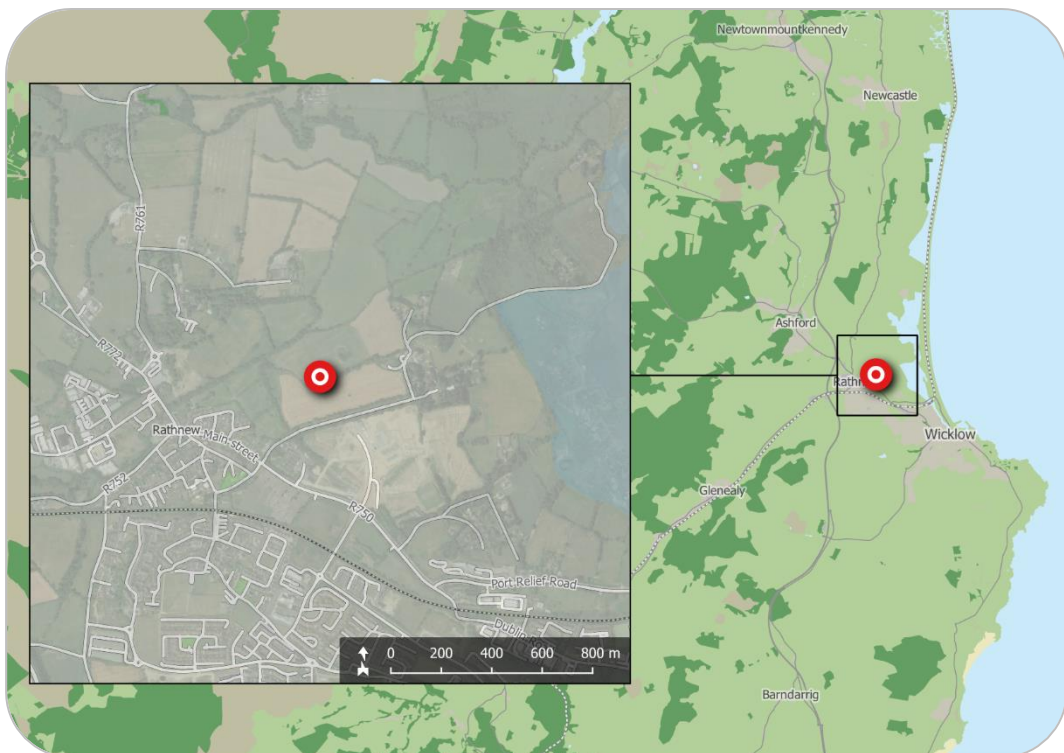 Newtownmountkennedy
Newcastle
R761
R772
Ashford
Rathnew
Main street
R752
R750
Wicklow
Glenealy
Port Relief Road
0 200 400 600 800 m
Barndarrig